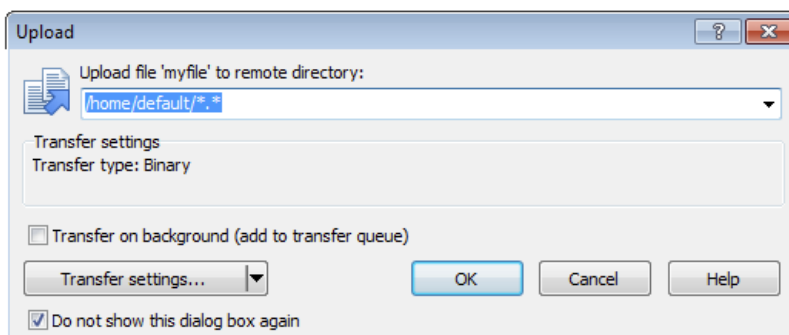 Upload
Upload file 'myfile' to remote directory:
/home/default/*.*
Transfer settings
Transfer type: Binary
Transfer on background (add to transfer queue)
Transfer settings... OK Cancel Help
Do not show this dialog box again